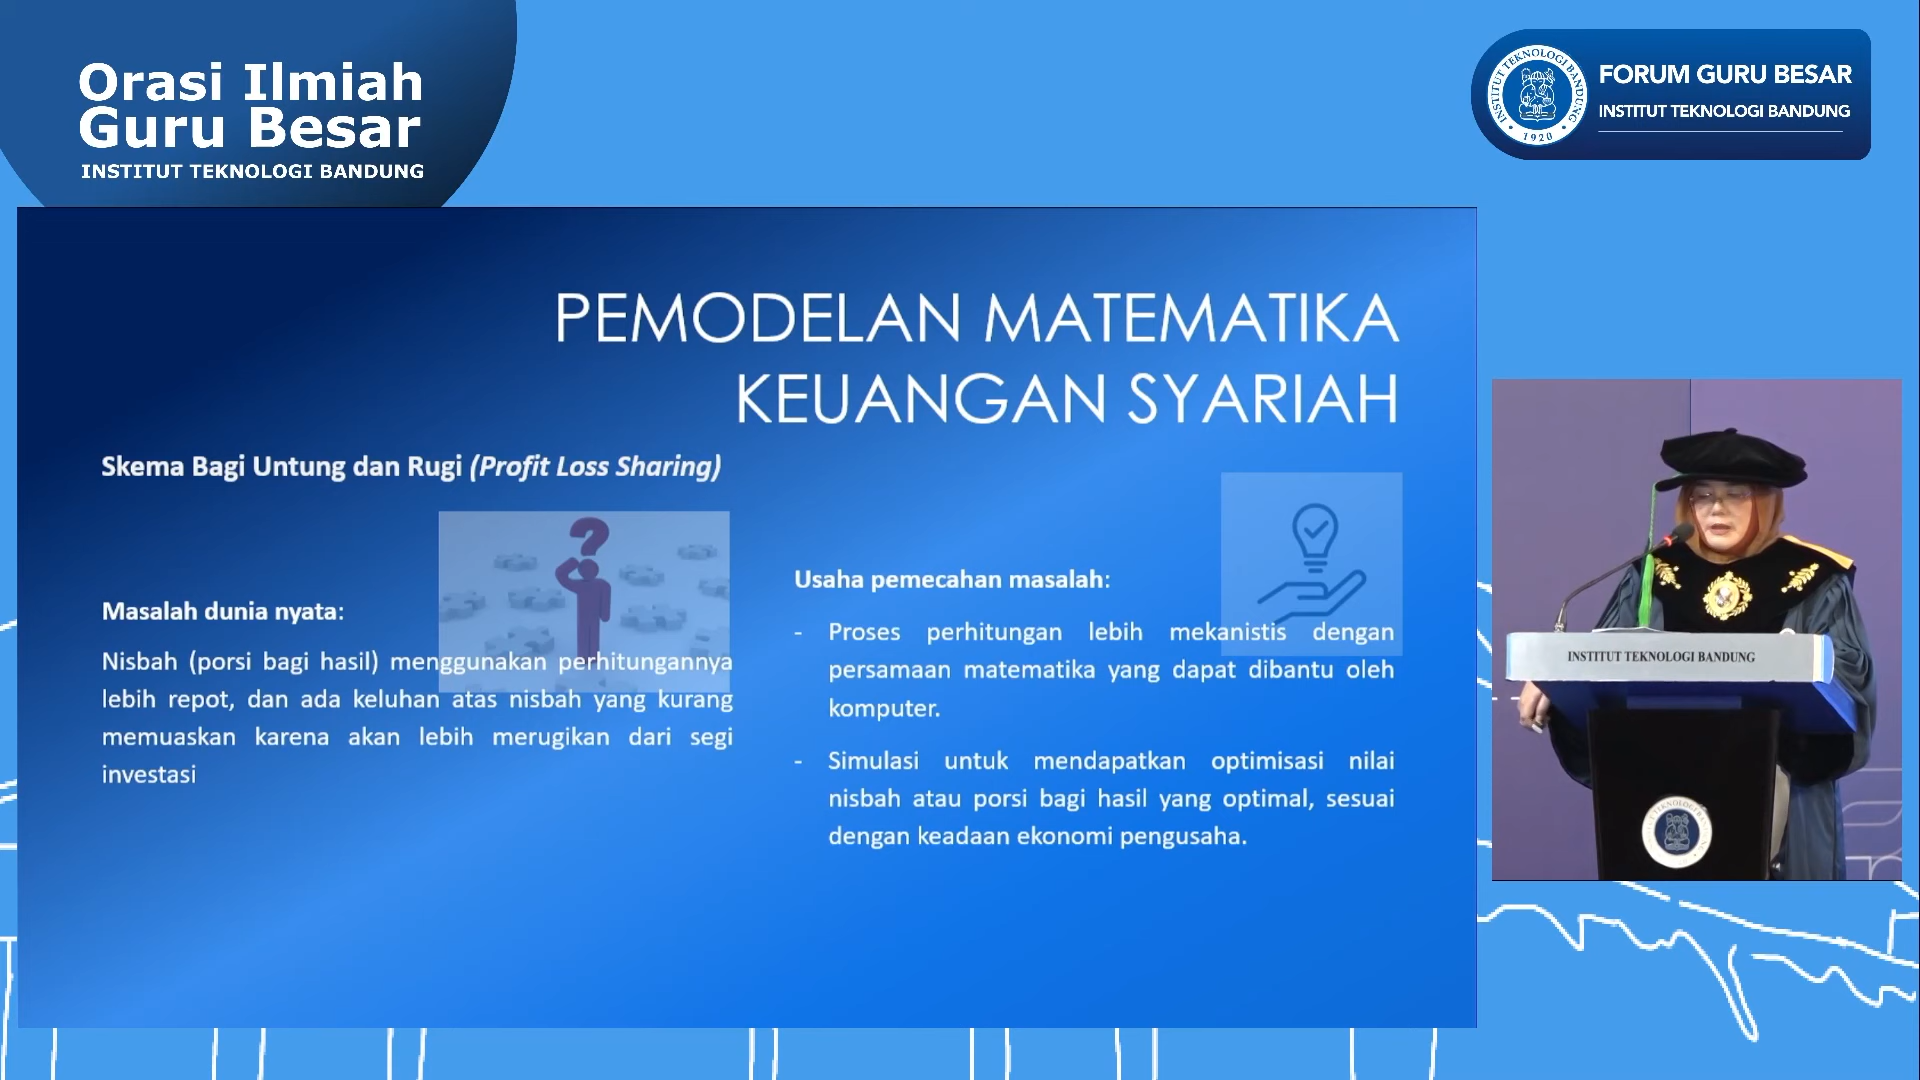 Orasi Ilmiah
Guru Besar
INSTITUT TEKNOLOGI BANDUNG
INSTITUT TEKNOLOGI BANDUNG
1920
FORUM GURU BESAR
INSTITUT TEKNOLOGI BANDUNG
PEMODELAN MATEMATIKA
KEUANGAN SYARIAH
Skema Bagi Untung dan Rugi (Profit Loss Sharing)
?
Masalah dunia nyata:
Nisbah (porsi bagi hasil) menggunakan perhitungannya
lebih repot, dan ada keluhan atas nisbah yang kurang
memuaskan karena akan lebih merugikan dari segi
investasi
Usaha pemecahan masalah:
- Proses perhitungan lebih mekanistis dengan
persamaan matematika yang dapat dibantu oleh
komputer.
- Simulasi untuk mendapatkan optimisasi nilai
nisbah atau porsi bagi hasil yang optimal, sesuai
dengan keadaan ekonomi pengusaha.
INSTITUT TEKNOLOGI BANDUNG